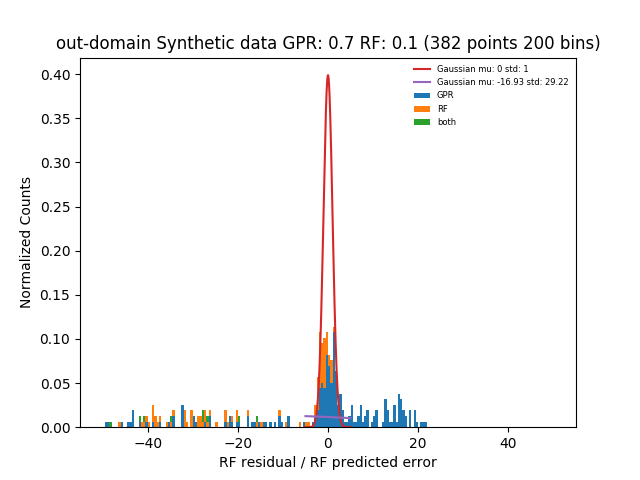 out-domain Synthetic data GPR: 0.7 RF: 0.1 (382 points 200 bins)
Gaussian mu: 0 std: 1
Gaussian mu: -16.93 std: 29.22
GPR
RF
both
Normalized Counts
0.40
0.35
0.30
0.25
0.20
0.15
0.10
0.05
0.00
−40 −20 0 20 40
RF residual / RF predicted error